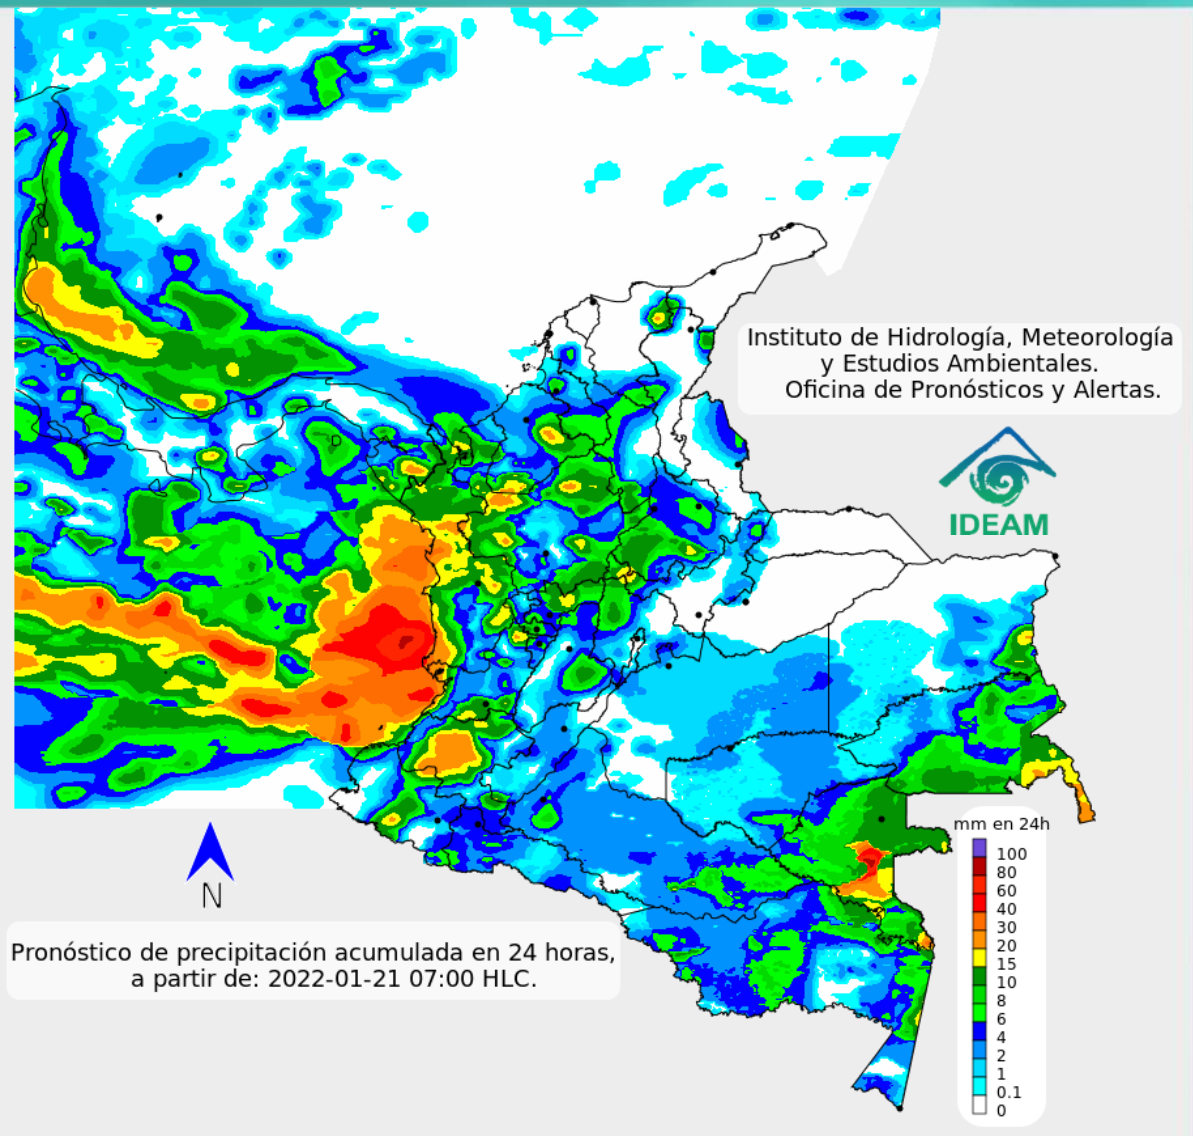 Instituto de Hidrología, Meteorología
y Estudios Ambientales.
Oficina de Pronósticos y Alertas.
IDEAM
mm en 24h
100
80
60
40
30
20
15
10
8
6
4
2
1
0.1
0
N
Pronóstico de precipitación acumulada en 24 horas,
a partir de: 2022-01-21 07:00 HLC.